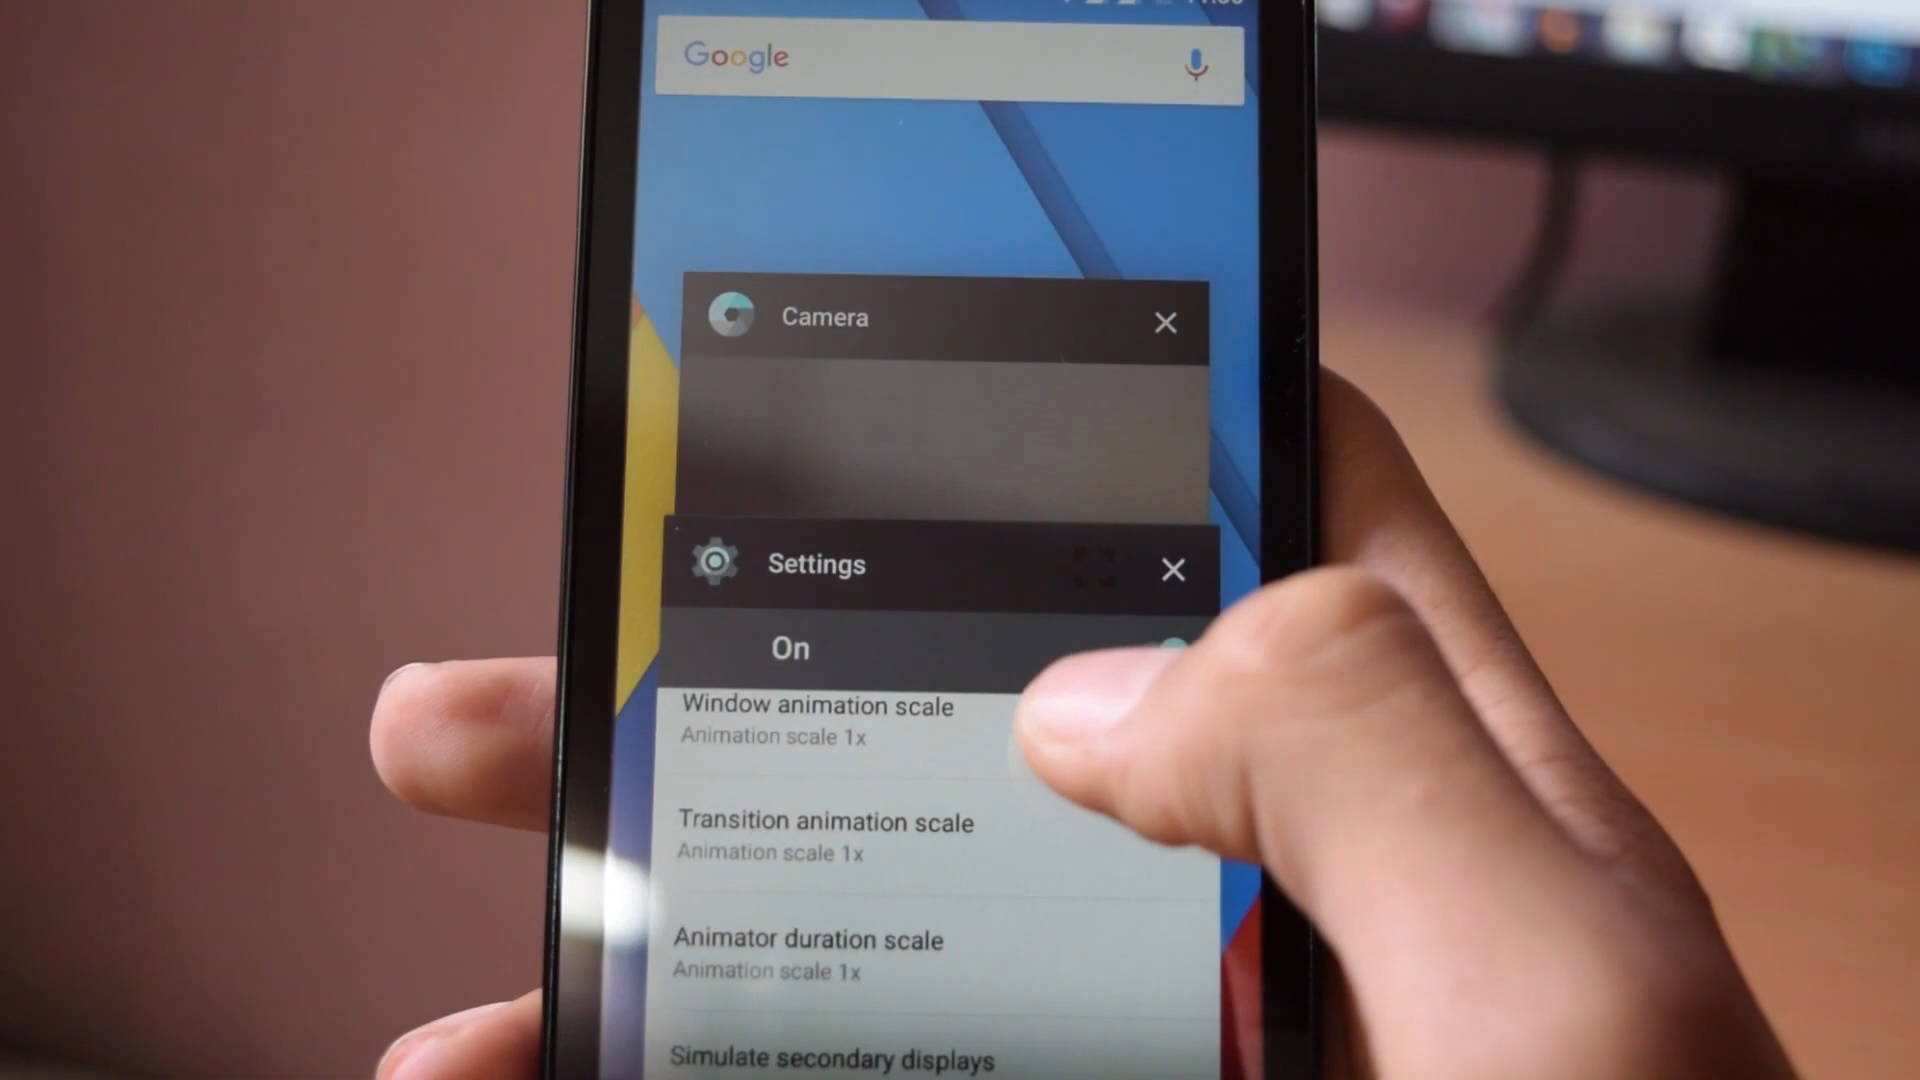 Google
Camera
Settings
On
Window animation scale
Animation scale 1x
Transition animation scale
Animation scale 1x
Animator duration scale
Animation scale 1x
Simulate secondary displays